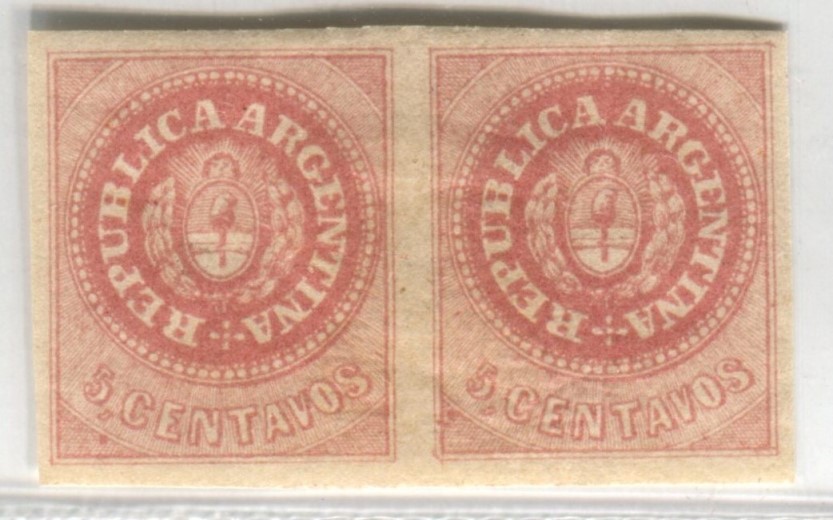 REPUBLICA ARGENTINA
5, CENTAVOS
REPUBLICA ARGENTINA
5, CENTAVOS